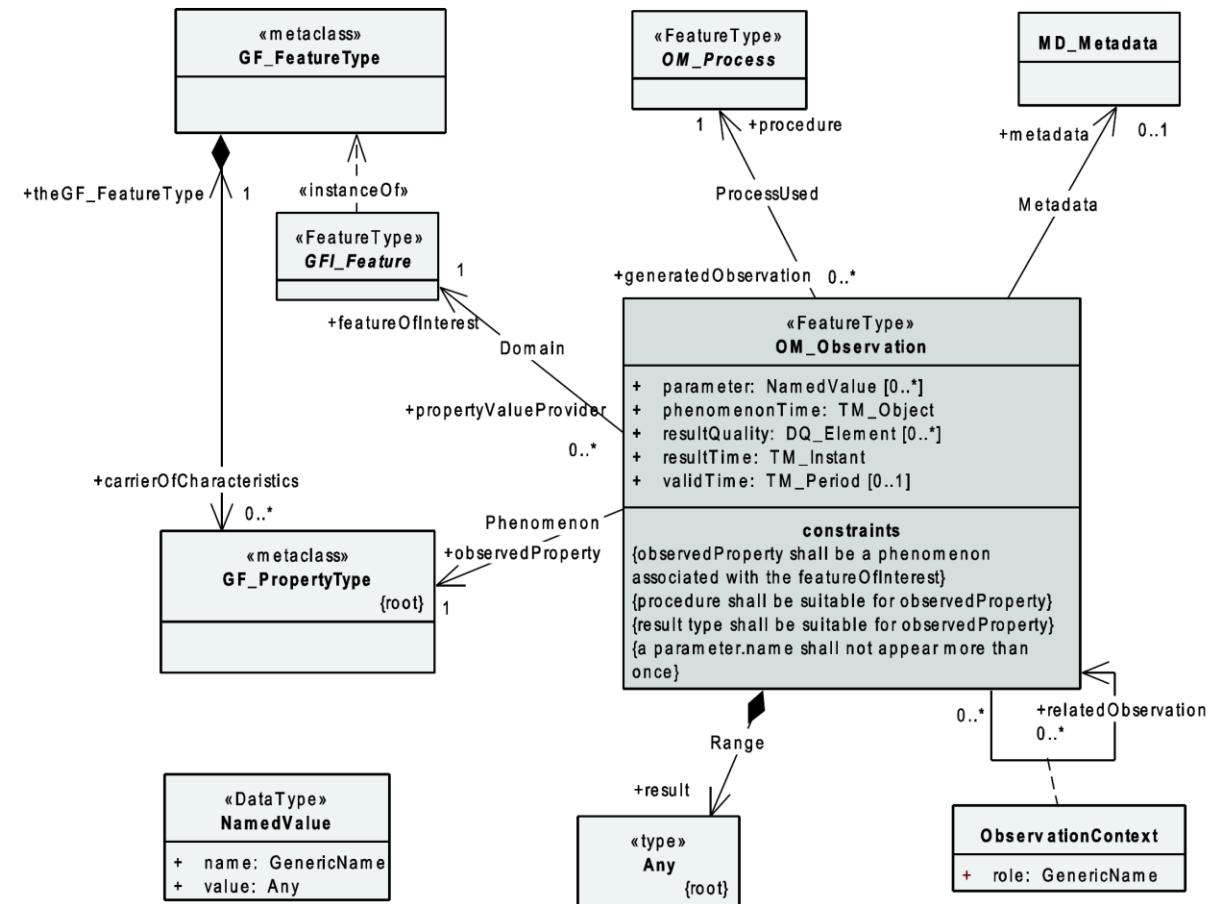 «metaclass»
GF_FeatureType
«FeatureType»
OM_Process
MD_Metadata
1
+procedure
+metadata
0..1
+theGF_FeatureType
1
«instanceOf»
ProcessUsed
Metadata
«FeatureType»
GFI_Feature
1
+generatedObservation
0..*
+featureOfInterest
Domain
+propertyValueProvider
0..*
«FeatureType»
OM_Observation
+ parameter: NamedValue [0..*]
+ phenomenonTime: TM_Object
+ resultQuality: DQ_Element [0..*]
+ resultTime: TM_Instant
+ validTime: TM_Period [0..1]
constraints
{observedProperty shall be a phenomenon
associated with the featureOfInterest}
{procedure shall be suitable for observedProperty}
{result type shall be suitable for observedProperty}
{a parameter.name shall not appear more than
once}
+carrierOfCharacteristics
0..*
Phenomenon
+observedProperty
1
«metaclass»
GF_PropertyType
{root}
0..*
+relatedObservation
0..*
Range
+result
«DataType»
NamedValue
+ name: GenericName
+ value: Any
«type»
Any
{root}
ObservationContext
+ role: GenericName